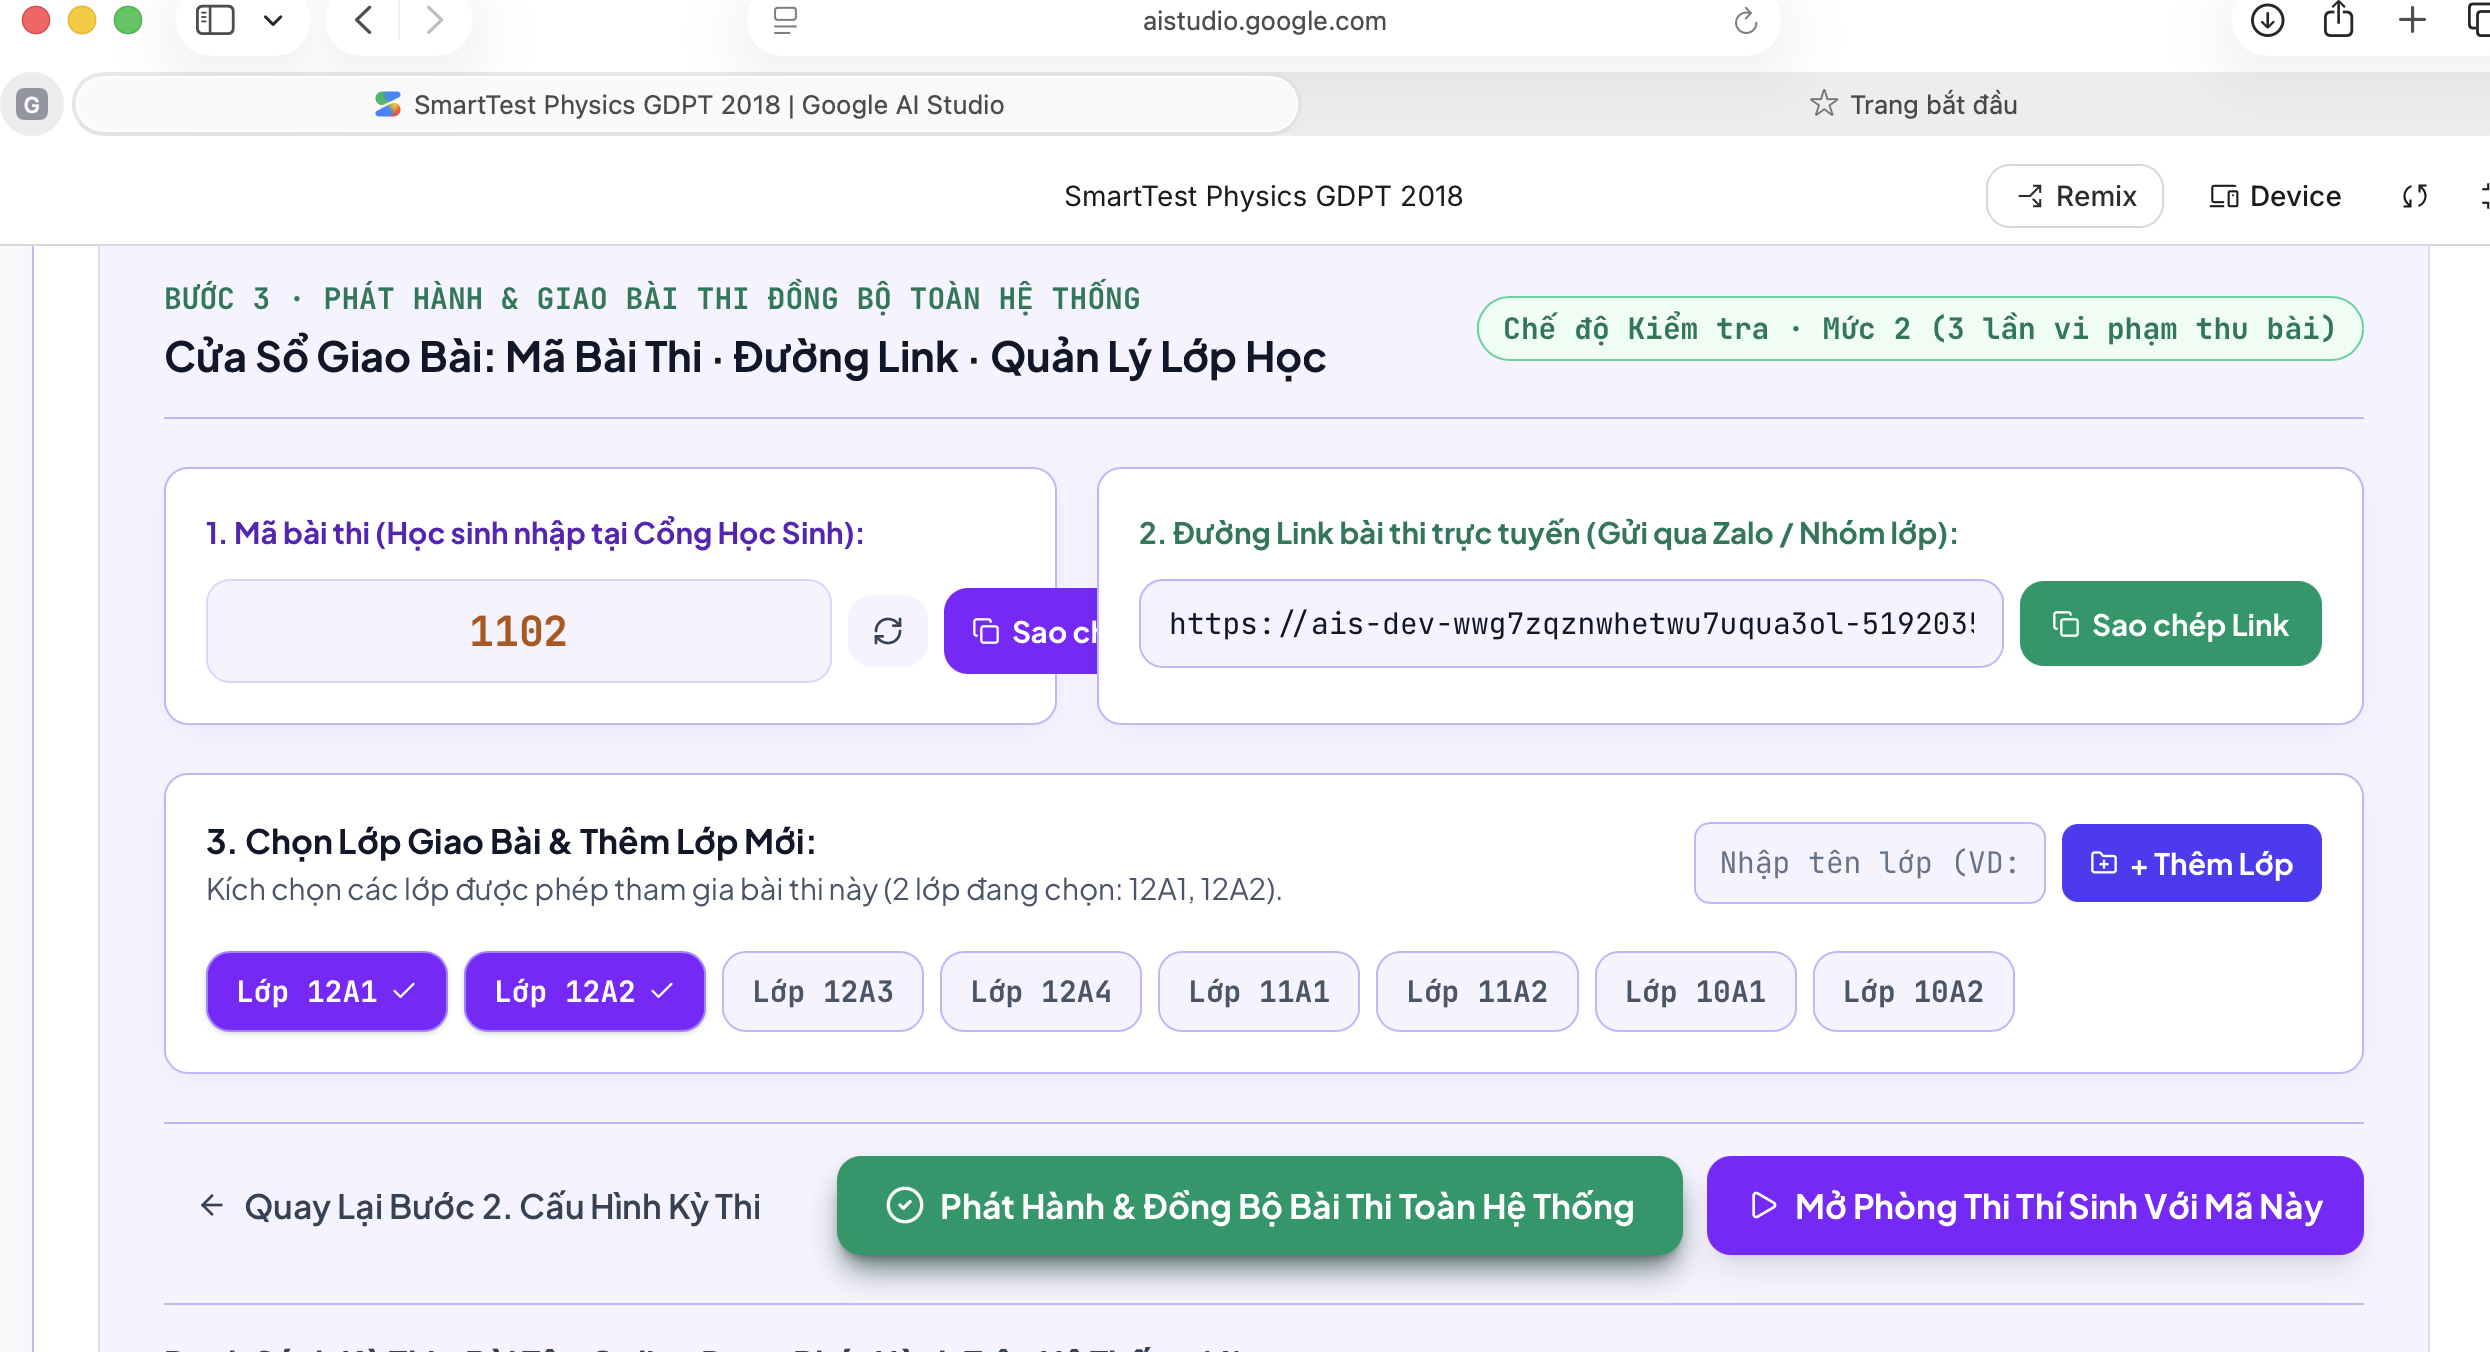 aistudio.google.com
G
SmartTest Physics GDPT 2018 | Google AI Studio
Trang bắt đầu
SmartTest Physics GDPT 2018
Remix
Device
BƯỚC 3 · PHÁT HÀNH & GIAO BÀI THI ĐỒNG BỘ TOÀN HỆ THỐNG
Cửa Sổ Giao Bài: Mã Bài Thi · Đường Link · Quản Lý Lớp Học
Chế độ Kiểm tra · Mức 2 (3 lần vi phạm thu bài)
1. Mã bài thi (Học sinh nhập tại Cổng Học Sinh):
1102
Sao
2. Đường Link bài thi trực tuyến (Gửi qua Zalo / Nhóm lớp):
https://ais-dev-wwg7zqznwhetwu7uqua3ol-519203
Sao chép Link
3. Chọn Lớp Giao Bài & Thêm Lớp Mới:
Kích chọn các lớp được phép tham gia bài thi này (2 lớp đang chọn: 12A1, 12A2).
Nhập tên lớp (VD:
+ Thêm Lớp
Lớp 12A1
Lớp 12A2
Lớp 12A3
Lớp 12A4
Lớp 11A1
Lớp 11A2
Lớp 10A1
Lớp 10A2
← Quay Lại Bước 2. Cấu Hình Kỳ Thi
Phát Hành & Đồng Bộ Bài Thi Toàn Hệ Thống
Mở Phòng Thi Thí Sinh Với Mã Này